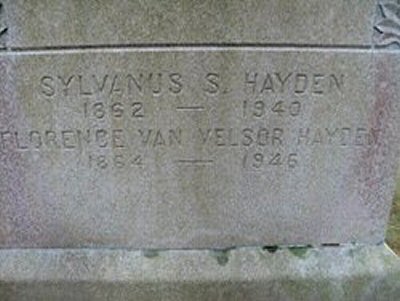 SYLVANUS S. HAYDEN
1862 — 1940
FLORENCE VAN VELSOR HAYDEN
1864 — 1946